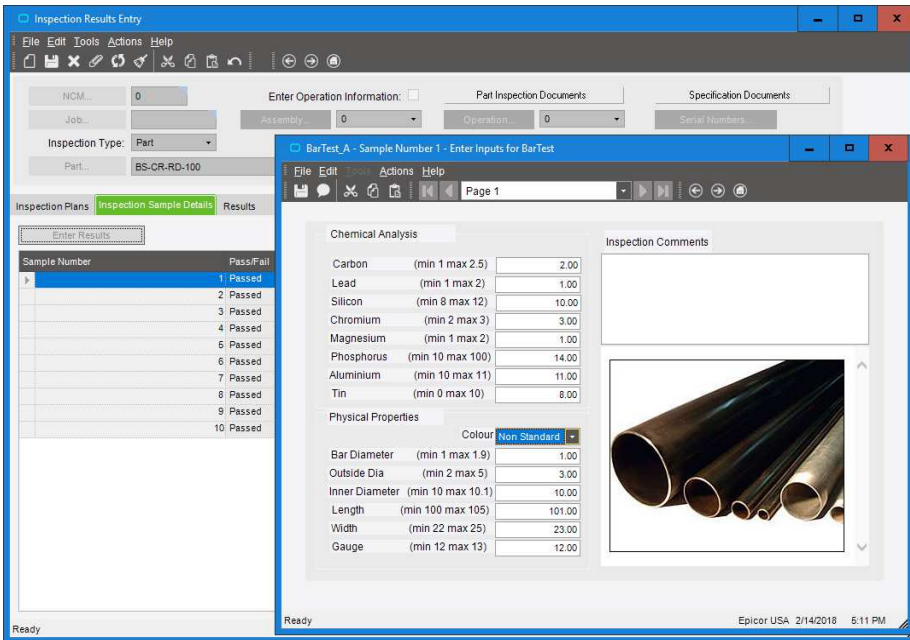 Inspection Results Entry
File Edit Tools Actions Help
NCM... 0 Enter Operation Information: Part Inspection Documents Specification Documents
Job... Assembly... 0 Operation... 0 Serial Numbers...
Inspection Type: Part
Part... BS-CR-RD-100
Inspection Plans Inspection Sample Details Results
Enter Results
Sample Number Pass/Fail
1 Passed
2 Passed
3 Passed
4 Passed
5 Passed
6 Passed
7 Passed
8 Passed
9 Passed
10 Passed
Ready
BarTest_A - Sample Number 1 - Enter Inputs for BarTest
File Edit Tools Actions Help
Page 1
Chemical Analysis
Carbon (min 1 max 2.5) 2.00
Lead (min 1 max 2) 1.00
Silicon (min 8 max 12) 10.00
Chromium (min 2 max 3) 3.00
Magnesium (min 1 max 2) 1.00
Phosphorus (min 10 max 100) 14.00
Aluminium (min 10 max 11) 11.00
Tin (min 0 max 10) 8.00
Physical Properties
Colour Non Standard
Bar Diameter (min 1 max 1.9) 1.00
Outside Dia (min 2 max 5) 3.00
Inner Diameter (min 10 max 10.1) 10.00
Length (min 100 max 105) 101.00
Width (min 22 max 25) 23.00
Gauge (min 12 max 13) 12.00
Inspection Comments
Ready Epicor USA 2/14/2018 5:11 PM